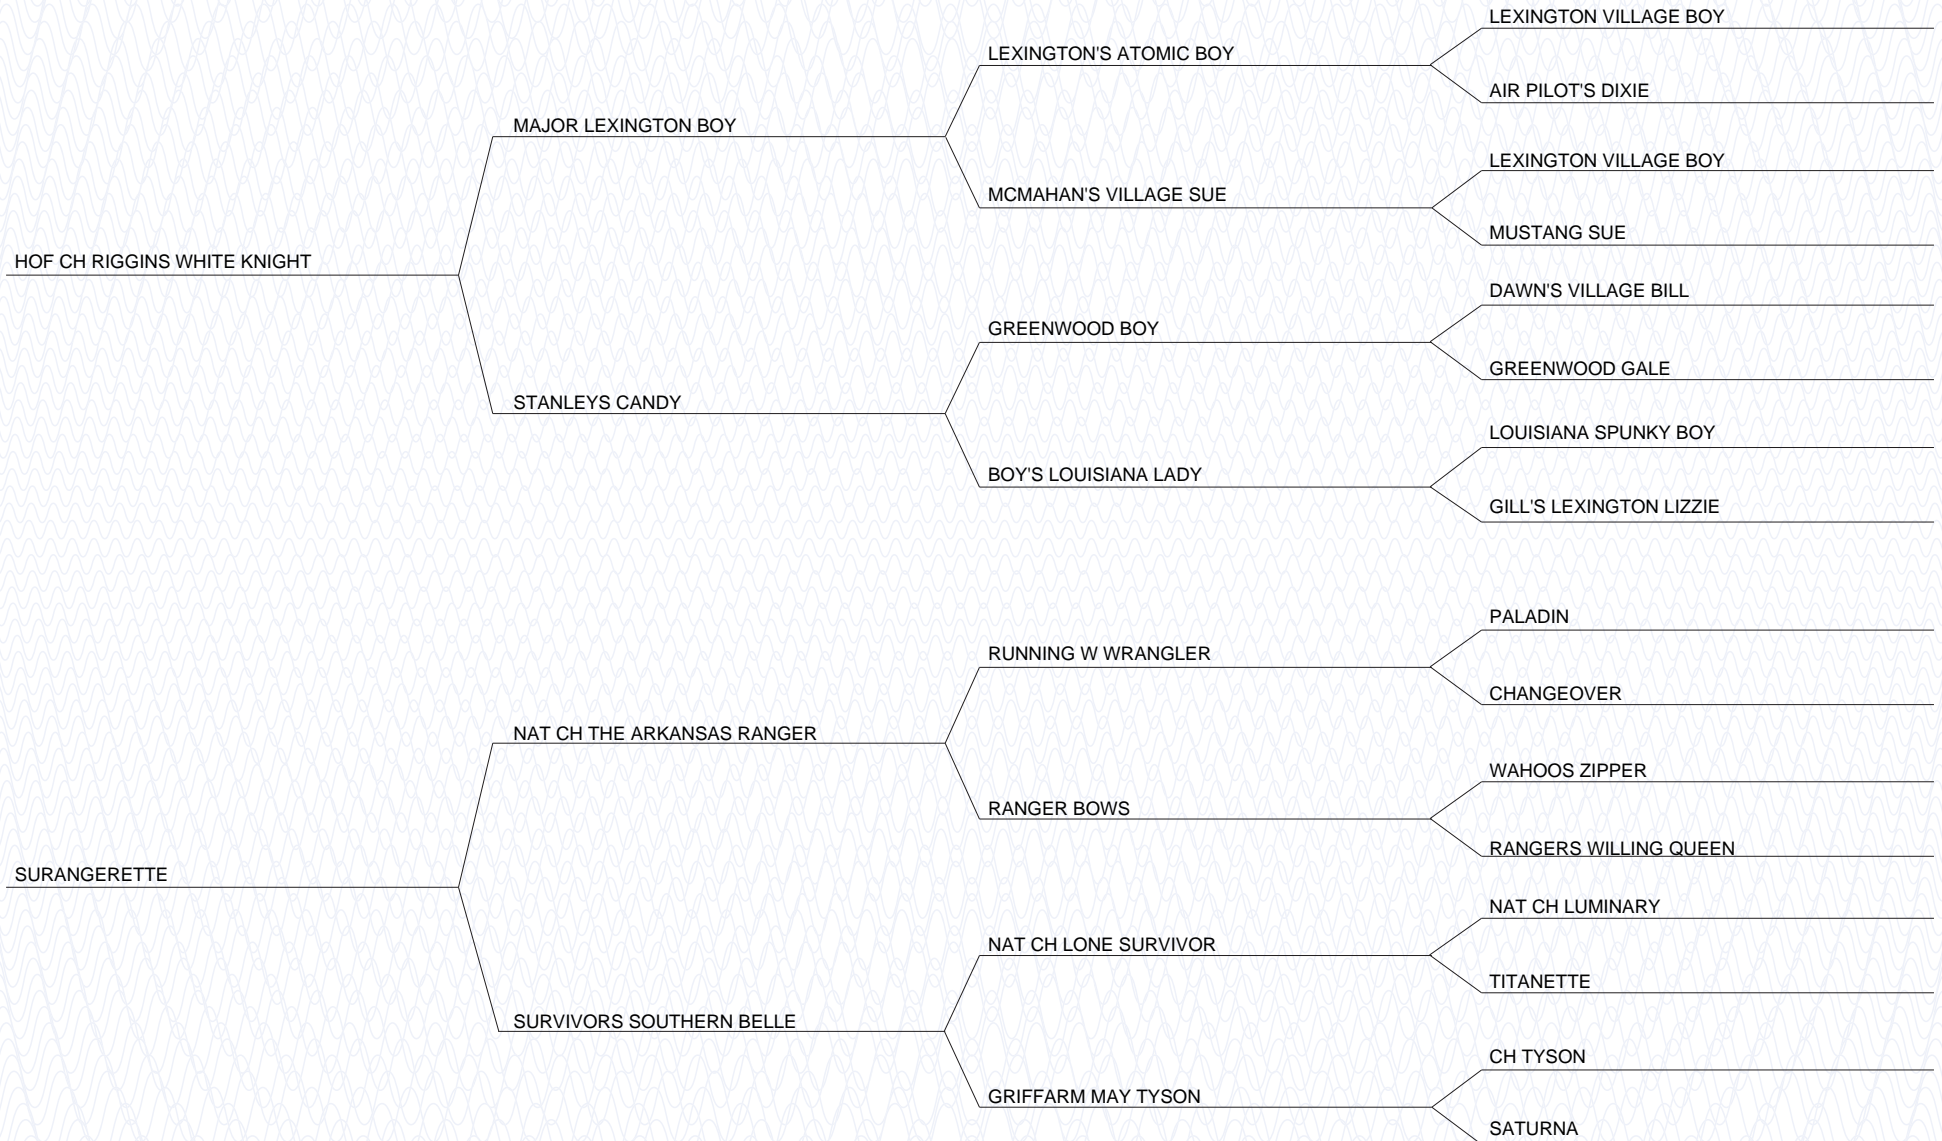 LEXINGTON VILLAGE BOY
LEXINGTON'S ATOMIC BOY
AIR PILOT'S DIXIE
MAJOR LEXINGTON BOY
LEXINGTON VILLAGE BOY
MCMAHAN'S VILLAGE SUE
MUSTANG SUE
HOF CH RIGGINS WHITE KNIGHT
DAWN'S VILLAGE BILL
GREENWOOD BOY
GREENWOOD GALE
STANLEYS CANDY
LOUISIANA SPUNKY BOY
BOY'S LOUISIANA LADY
GILL'S LEXINGTON LIZZIE
PALADIN
RUNNING W WRANGLER
CHANGEOVER
NAT CH THE ARKANSAS RANGER
WAHOOS ZIPPER
RANGER BOWS
RANGERS WILLING QUEEN
SURANGERETTE
NAT CH LUMINARY
NAT CH LONE SURVIVOR
TITANETTE
SURVIVORS SOUTHERN BELLE
CH TYSON
GRIFFARM MAY TYSON
SATURNA